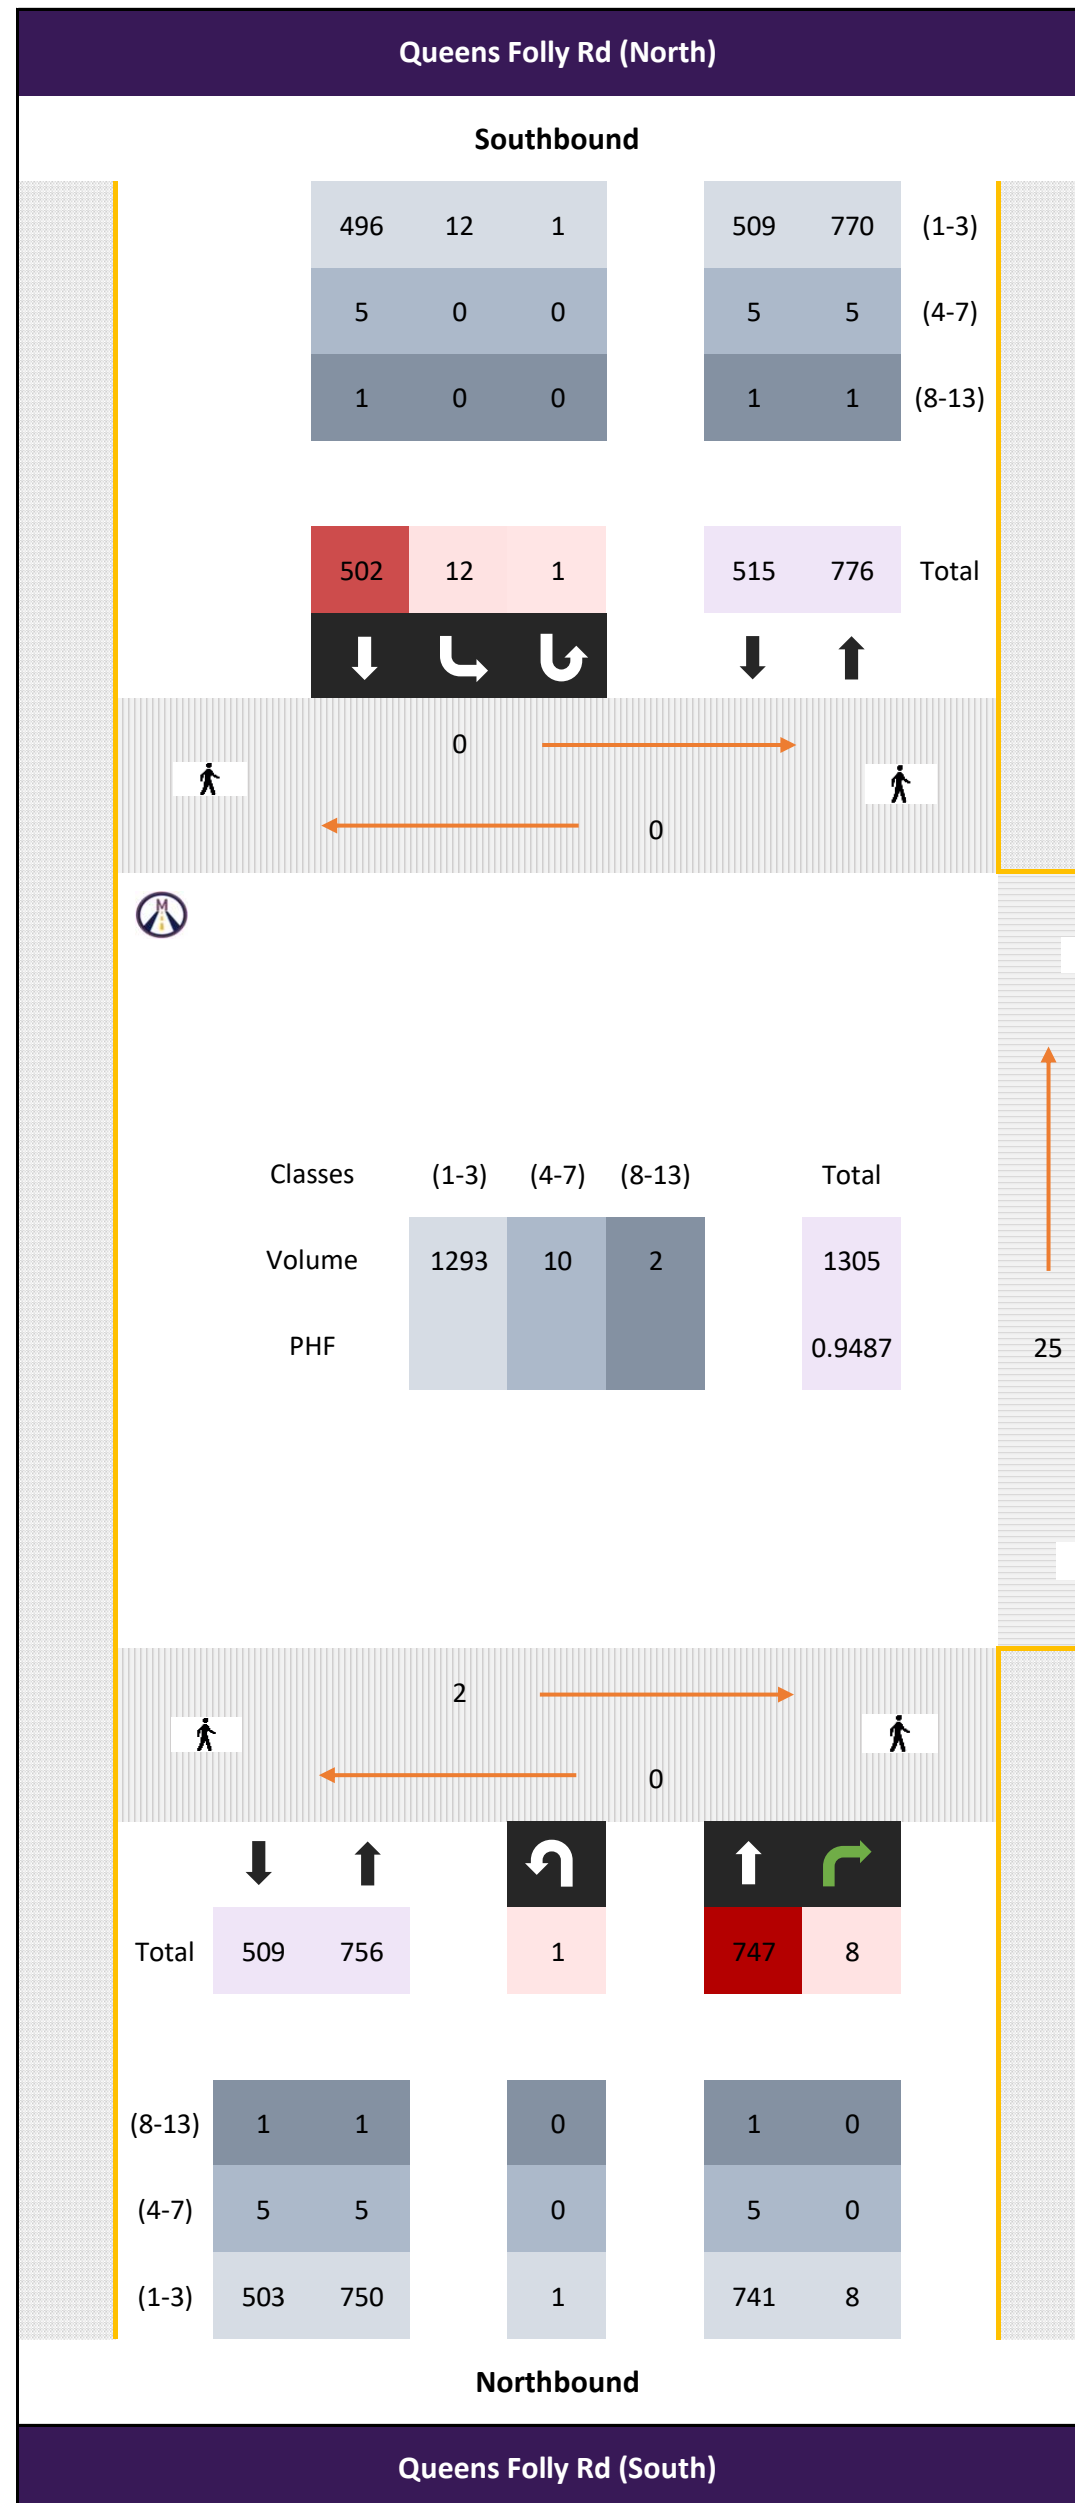 Queens Folly Rd (North)
Southbound
496 12 1 509 770 (1-3)
5 0 0 5 5 (4-7)
1 0 0 1 1 (8-13)
502 12 1 515 776 Total
0
0
M
Classes (1-3) (4-7) (8-13) Total
Volume 1293 10 2 1305
PHF 0.9487 25
2
0
Total 509 756 1 747 8
(8-13) 1 1 0 1 0
(4-7) 5 5 0 5 0
(1-3) 503 750 1 741 8
Northbound
Queens Folly Rd (South)